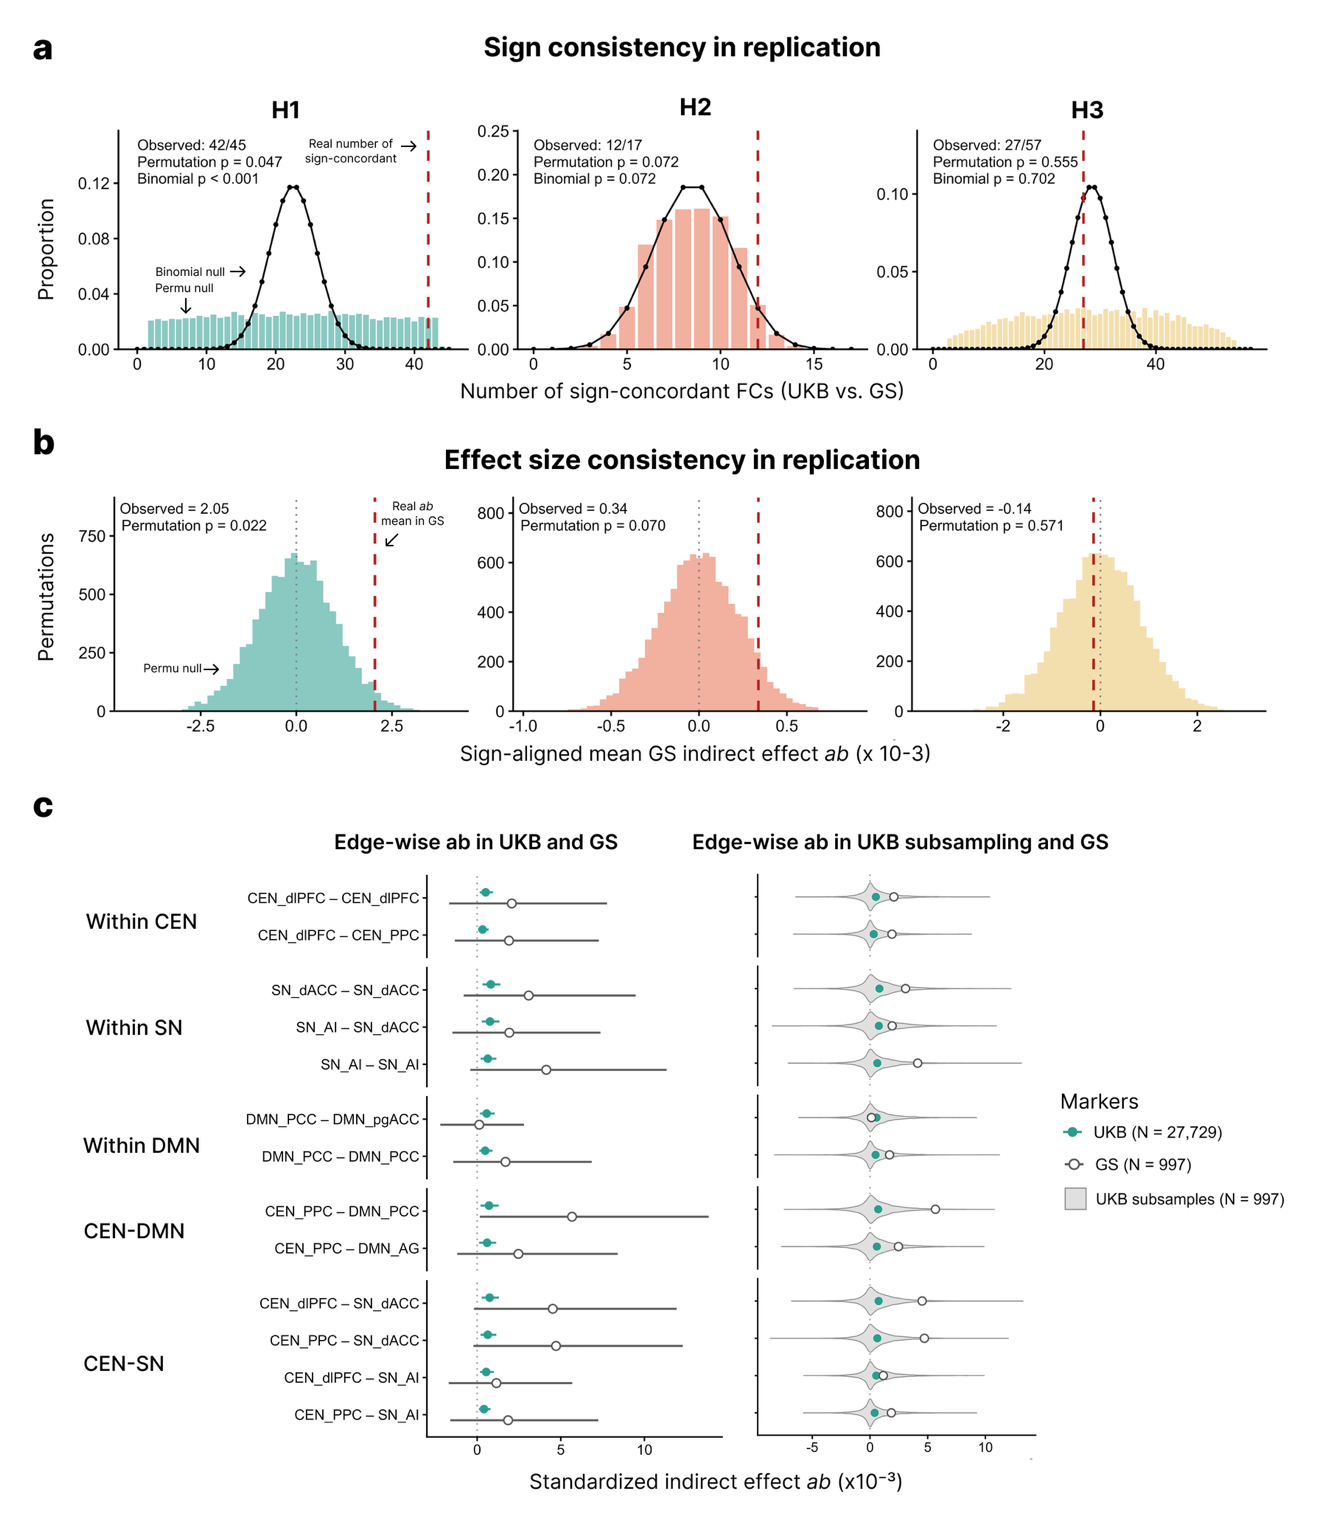 a
Sign consistency in replication
H1
H2
H3
Observed: 42/45
Permutation p = 0.047
Binomial p < 0.001
Real number of
sign-concordant
Binomial null
Permu null
Observed: 12/17
Permutation p = 0.072
Binomial p = 0.072
Observed: 27/57
Permutation p = 0.555
Binomial p = 0.702
Proportion
0.12
0.08
0.04
0.00
0 10 20 30 40
0.25
0.20
0.15
0.10
0.05
0.00
0 5 10 15
0.10
0.05
0.00
0 20 40
Number of sign-concordant FCs (UKB vs. GS)
b
Effect size consistency in replication
Observed = 2.05
Permutation p = 0.022
Real ab
mean in GS
Permu null
Observed = 0.34
Permutation p = 0.070
Observed = -0.14
Permutation p = 0.571
Permutations
750
500
250
0
-2.5 0.0 2.5
800
600
400
200
0
-1.0 -0.5 0.0 0.5
800
600
400
200
0
-2 0 2
Sign-aligned mean GS indirect effect ab (x 10-3)
c
Edge-wise ab in UKB and GS
Edge-wise ab in UKB subsampling and GS
Within CEN
CEN_dlPFC – CEN_dlPFC
CEN_dlPFC – CEN_PPC
Within SN
SN_dACC – SN_dACC
SN_AI – SN_dACC
SN_AI – SN_AI
Within DMN
DMN_PCC – DMN_pgACC
DMN_PCC – DMN_PCC
CEN-DMN
CEN_PPC – DMN_PCC
CEN_PPC – DMN_AG
CEN-SN
CEN_dlPFC – SN_dACC
CEN_PPC – SN_dACC
CEN_dlPFC – SN_AI
CEN_PPC – SN_AI
0 5 10
-5 0 5 10
Markers
UKB (N = 27,729)
GS (N = 997)
UKB subsamples (N = 997)
Standardized indirect effect ab (x10⁻³)